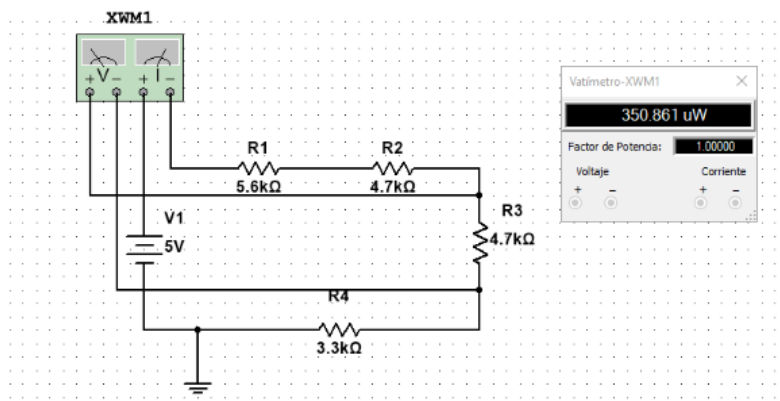 XWM1
+ V - + I -
R1
5.6kΩ
R2
4.7kΩ
R3
4.7kΩ
V1
5V
R4
3.3kΩ
Vatímetro-XWM1
350.861 uW
Factor de Potencia: 1.00000
Voltaje Corriente
+ - + -